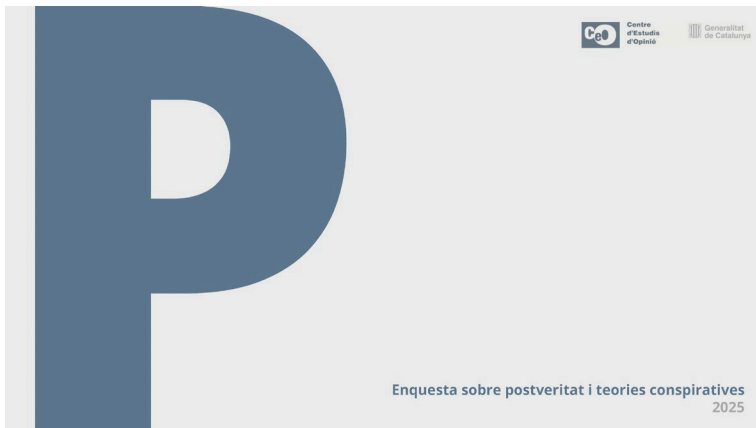 P
CeO
Centre
d'Estudis
d'Opinió
Generalitat
de Catalunya
Enquesta sobre postveritat i teories conspiratives
2025